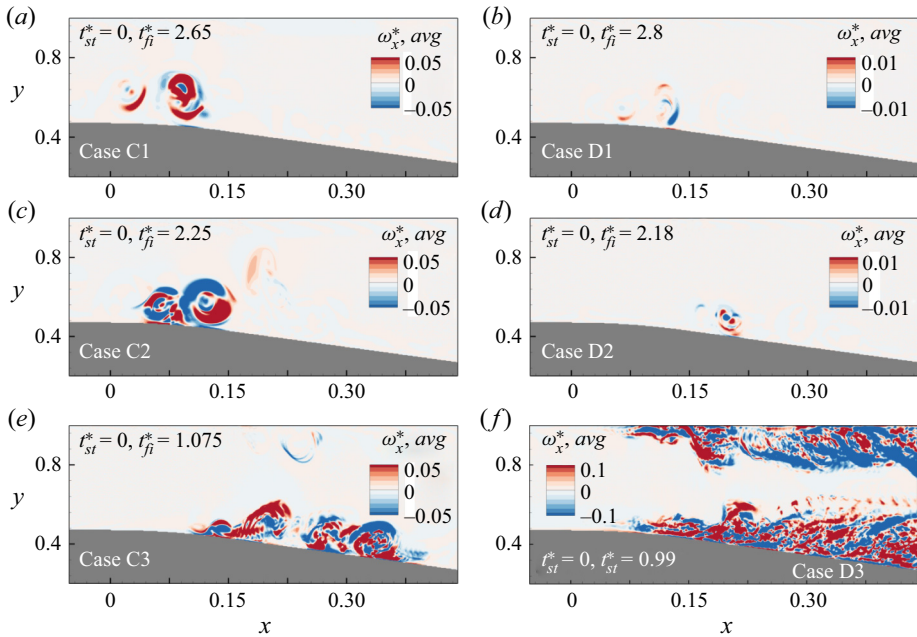 (a)
t*st = 0, t*fi = 2.65
ω*x, avg
0.05
0
–0.05
0.8
y
0.4
Case C1
0 0.15 0.30
(b)
t*st = 0, t*fi = 2.8
ω*x, avg
0.01
0
–0.01
0.8
0.4
Case D1
0 0.15 0.30
(c)
t*st = 0, t*fi = 2.25
ω*x, avg
0.05
0
–0.05
0.8
y
0.4
Case C2
0 0.15 0.30
(d)
t*st = 0, t*fi = 2.18
ω*x, avg
0.01
0
–0.01
0.8
0.4
Case D2
0 0.15 0.30
(e)
t*st = 0, t*fi = 1.075
ω*x, avg
0.05
0
–0.05
0.8
y
0.4
Case C3
0 0.15 0.30
x
(f)
ω*x, avg
0.1
0
–0.1
0.8
0.4
t*st = 0, t*st = 0.99
Case D3
0 0.15 0.30
x